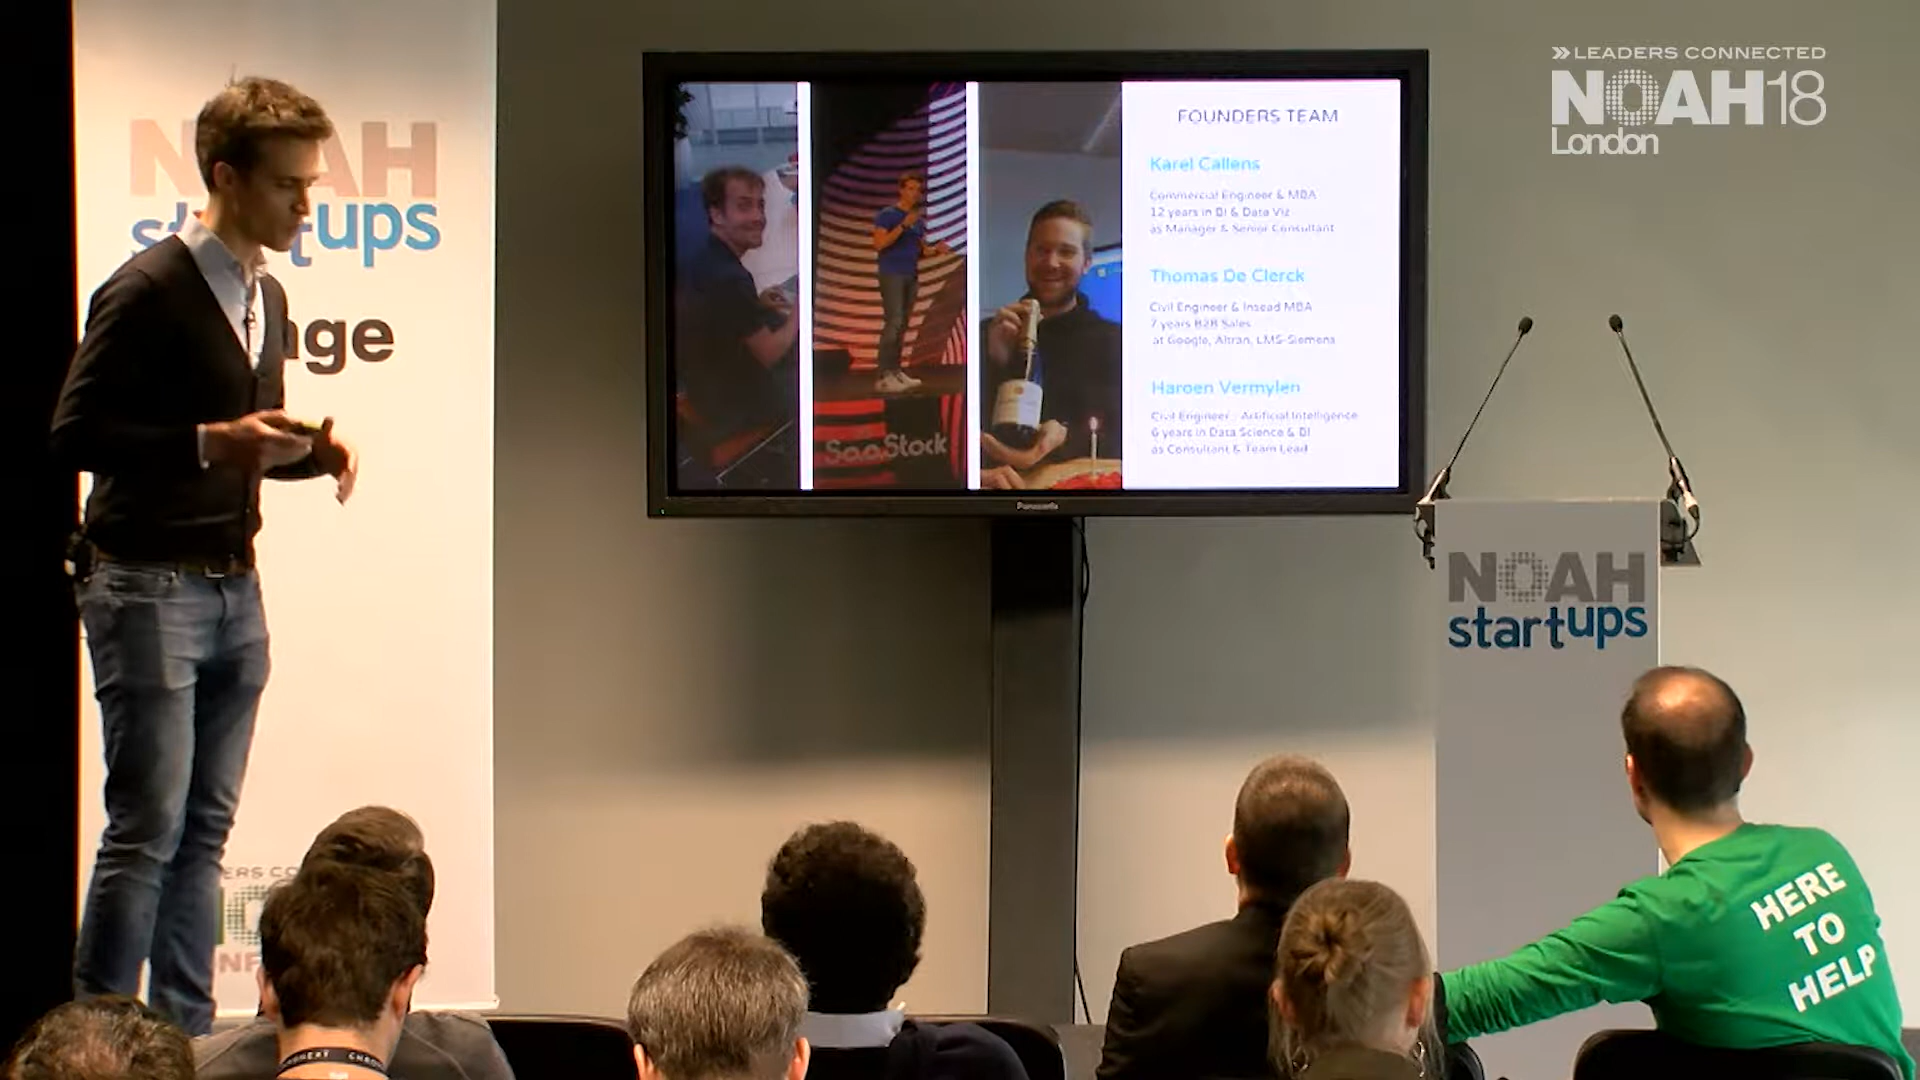 LEADERS CONNECTED
NOAH18
London
NOAH
startups
FOUNDERS TEAM
Karel Callens
Commercial Engineer & MBA
12 years in BI & Data Viz
as Manager & Senior Consultant
Thomas De Clerck
Civil Engineer & Insead MBA
7 years B2B Sales
at Google, Altran, LMS-Siemens
Haroen Vermylen
Civil Engineer - Artificial Intelligence
6 years in Data Science & BI
as Consultant & Team Lead
SaaStock
Panasonic
NOAH
startups
HERE
TO
HELP